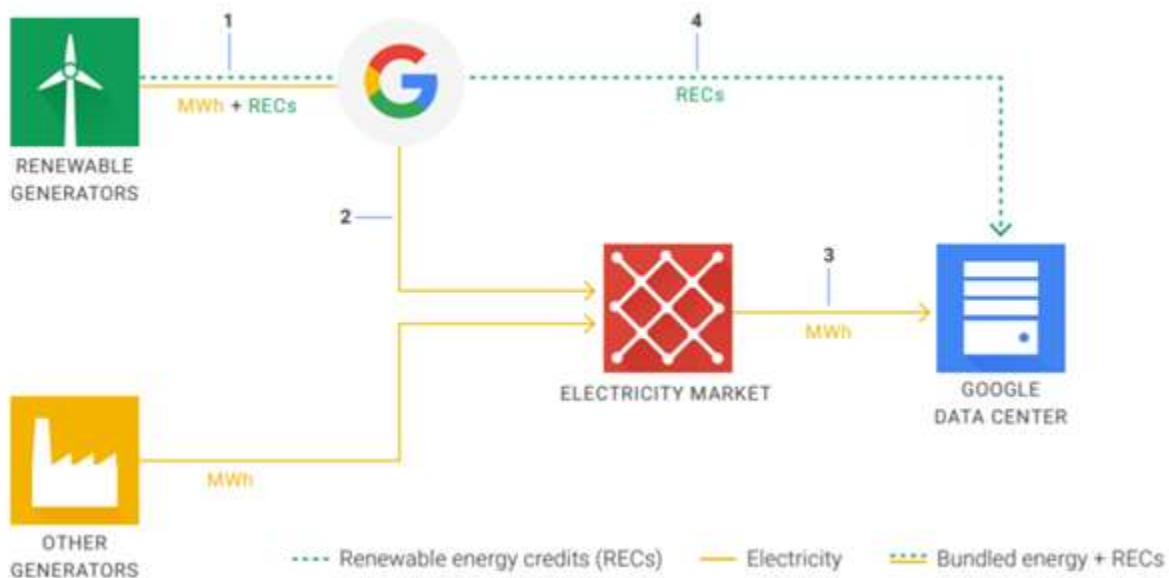 1
4
MWh + RECs
RECs
RENEWABLE
GENERATORS
2
3
MWh
ELECTRICITY MARKET
GOOGLE
DATA CENTER
MWh
OTHER
GENERATORS
Renewable energy credits (RECs)
Electricity
Bundled energy + RECs